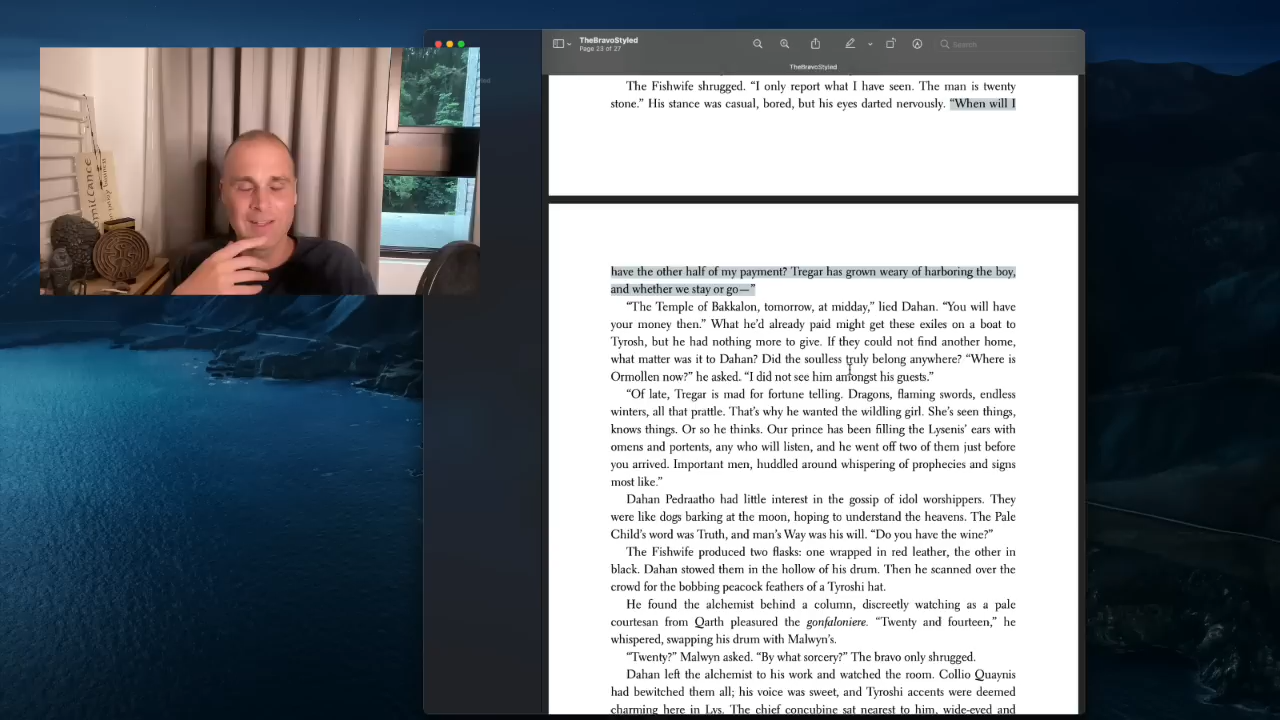 TheBravoStyled
Page 23 of 27
Search
TheBravoStyled
The Fishwife shrugged. “I only report what I have seen. The man is twenty
stone.” His stance was casual, bored, but his eyes darted nervously. “When will I
have the other half of my payment? Tregar has grown weary of harboring the boy,
and whether we stay or go—”
“The Temple of Bakkalon, tomorrow, at midday,” lied Dahan. “You will have
your money then.” What he’d already paid might get these exiles on a boat to
Tyrosh, but he had nothing more to give. If they could not find another home,
what matter was it to Dahan? Did the soulless truly belong anywhere? “Where is
Ormollen now?” he asked. “I did not see him amongst his guests.”
“Of late, Tregar is mad for fortune telling. Dragons, flaming swords, endless
winters, all that prattle. That’s why he wanted the wildling girl. She’s seen things,
knows things. Or so he thinks. Our prince has been filling the Lysenis’ ears with
omens and portents, any who will listen, and he went off two of them just before
you arrived. Important men, huddled around whispering of prophecies and signs
most like.”
Dahan Pedraatho had little interest in the gossip of idol worshippers. They
were like dogs barking at the moon, hoping to understand the heavens. The Pale
Child’s word was Truth, and man’s Way was his will. “Do you have the wine?”
The Fishwife produced two flasks: one wrapped in red leather, the other in
black. Dahan stowed them in the hollow of his drum. Then he scanned over the
crowd for the bobbing peacock feathers of a Tyroshi hat.
He found the alchemist behind a column, discreetly watching as a pale
courtesan from Qarth pleasured the gonfaloniere. “Twenty and fourteen,” he
whispered, swapping his drum with Malwyn’s.
“Twenty?” Malwyn asked. “By what sorcery?” The bravo only shrugged.
Dahan left the alchemist to his work and watched the room. Collio Quaynis
had bewitched them all; his voice was sweet, and Tyroshi accents were deemed
charming here in Lys. The chief concubine sat nearest to him, wide-eyed and